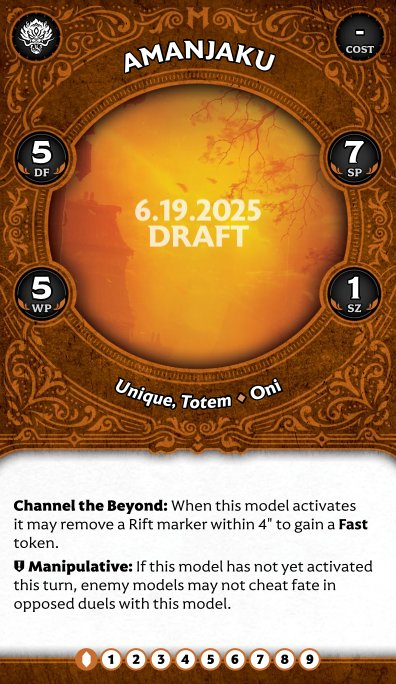 M
AMANJAKU
-
COST
5
DF
7
SP
6.19.2025
DRAFT
5
WP
1
SZ
Unique, Totem ♦ Oni
Channel the Beyond: When this model activates
it may remove a Rift marker within 4" to gain a Fast
token.
Manipulative: If this model has not yet activated
this turn, enemy models may not cheat fate in
opposed duels with this model.
1 2 3 4 5 6 7 8 9